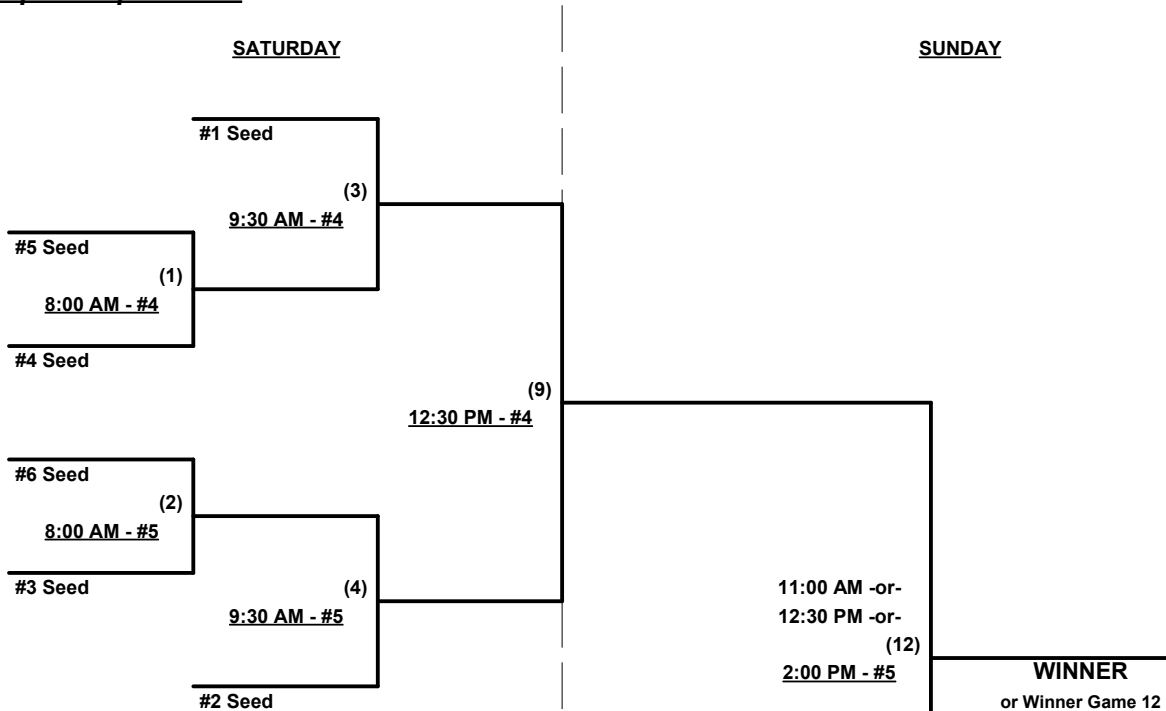 SATURDAY
SUNDAY
#1 Seed
(3)
9:30 AM - #4
#5 Seed
(1)
8:00 AM - #4
#4 Seed
(9)
12:30 PM - #4
#6 Seed
(2)
8:00 AM - #5
#3 Seed
(4)
9:30 AM - #5
#2 Seed
11:00 AM -or-
12:30 PM -or-
(12)
2:00 PM - #5
WINNER
or Winner Game 12